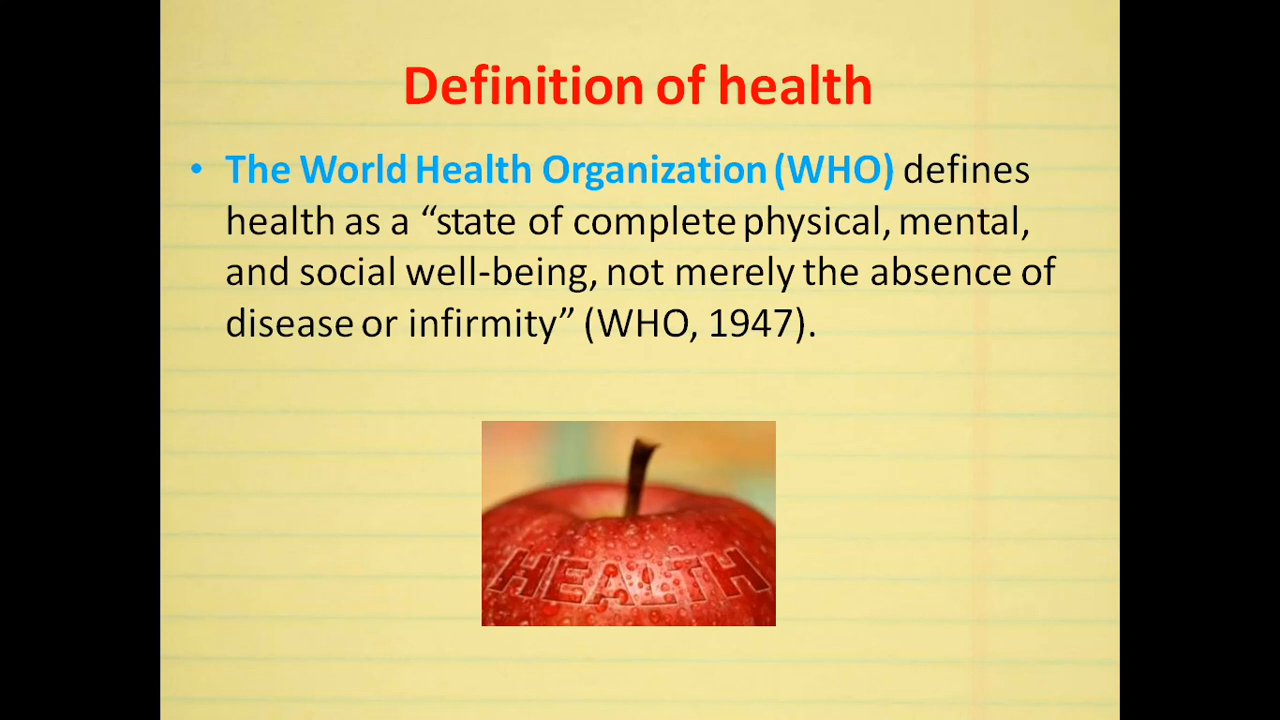 Definition of health
• The World Health Organization (WHO) defines
health as a “state of complete physical, mental,
and social well-being, not merely the absence of
disease or infirmity” (WHO, 1947).
HEALTH